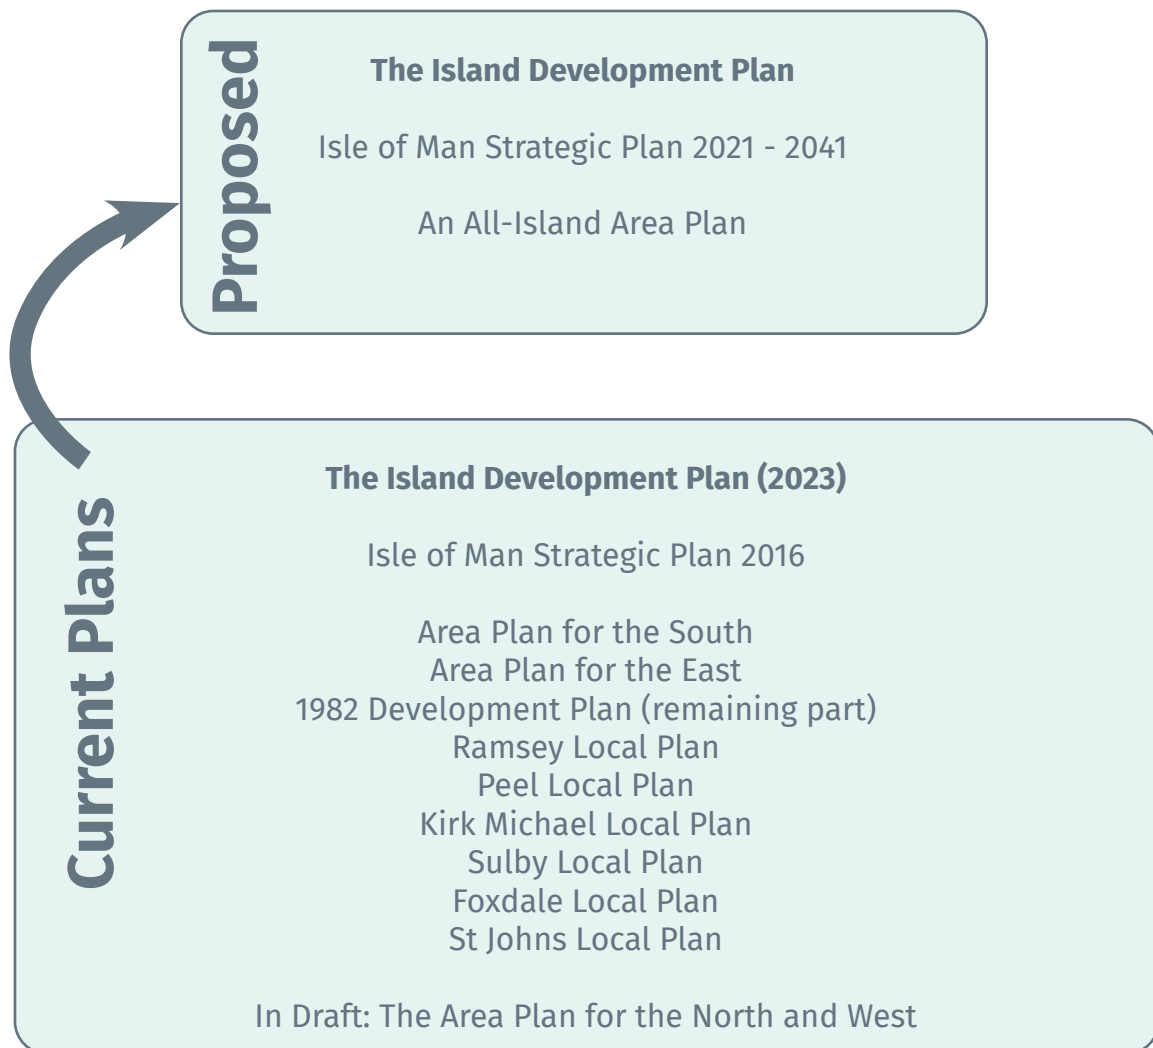 Proposed
The Island Development Plan
Isle of Man Strategic Plan 2021 - 2041
An All-Island Area Plan
Current Plans
The Island Development Plan (2023)
Isle of Man Strategic Plan 2016
Area Plan for the South
Area Plan for the East
1982 Development Plan (remaining part)
Ramsey Local Plan
Peel Local Plan
Kirk Michael Local Plan
Sulby Local Plan
Foxdale Local Plan
St Johns Local Plan
In Draft: The Area Plan for the North and West